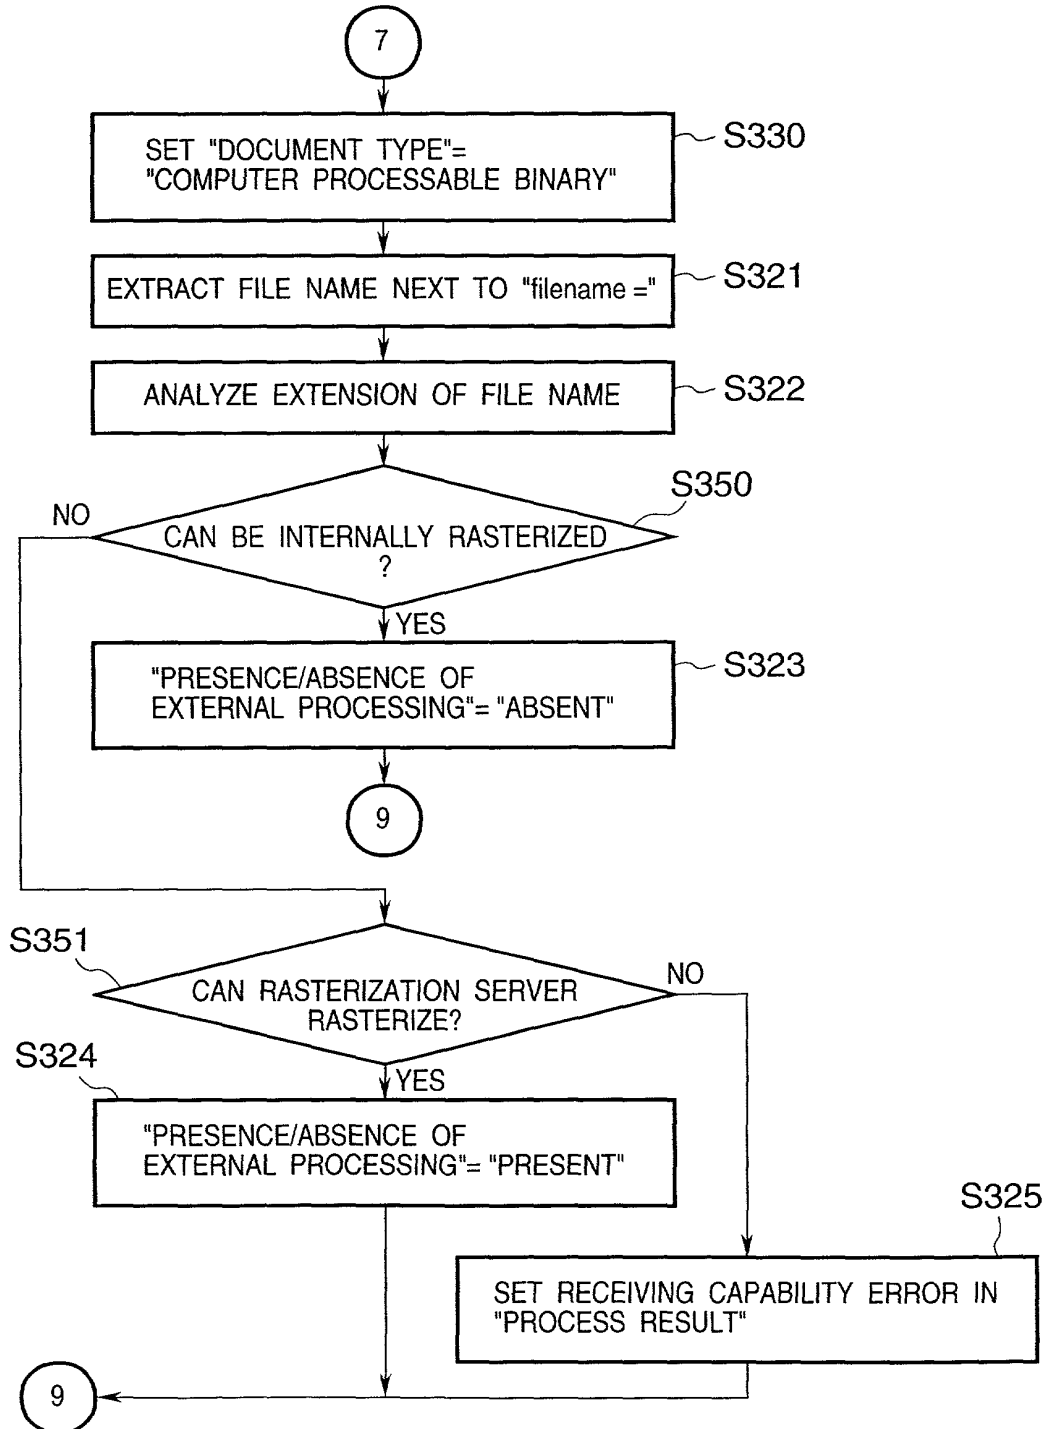 7
S330
SET "DOCUMENT TYPE"=
"COMPUTER PROCESSABLE BINARY"
S321
EXTRACT FILE NAME NEXT TO "filename ="
S322
ANALYZE EXTENSION OF FILE NAME
S350
NO
CAN BE INTERNALLY RASTERIZED
?
YES
S323
"PRESENCE/ABSENCE OF
EXTERNAL PROCESSING"= "ABSENT"
9
S351
NO
CAN RASTERIZATION SERVER
RASTERIZE?
S324
YES
"PRESENCE/ABSENCE OF
EXTERNAL PROCESSING"= "PRESENT"
S325
SET RECEIVING CAPABILITY ERROR IN
"PROCESS RESULT"
9